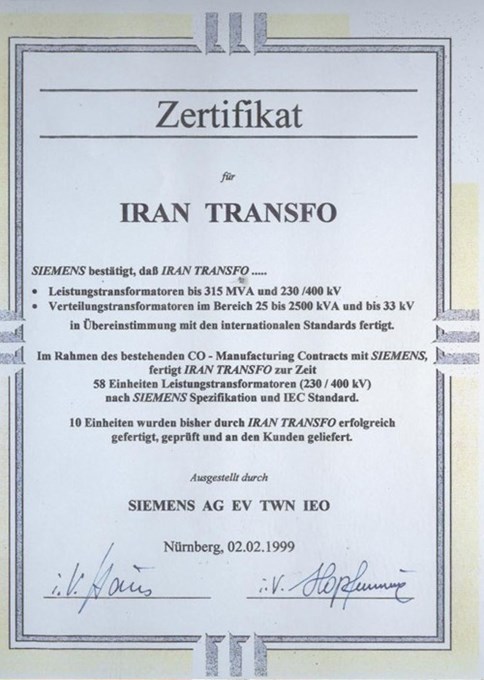 Zertifikat
für
IRAN TRANSFO
SIEMENS bestätigt, daß IRAN TRANSFO .....
• Leistungstransformatoren bis 315 MVA und 230 /400 kV
• Verteilungstransformatoren im Bereich 25 bis 2500 kVA und bis 33 kV
in Übereinstimmung mit den internationalen Standards fertigt.
Im Rahmen des bestehenden CO - Manufacturing Contracts mit SIEMENS,
fertigt IRAN TRANSFO zur Zeit
58 Einheiten Leistungstransformatoren (230 / 400 kV)
nach SIEMENS Spezifikation und IEC Standard.
10 Einheiten wurden bisher durch IRAN TRANSFO erfolgreich
gefertigt, geprüft und an den Kunden geliefert.
Ausgestellt durch
SIEMENS AG EV TWN IEO
Nürnberg, 02.02.1999
i.V. i.V.